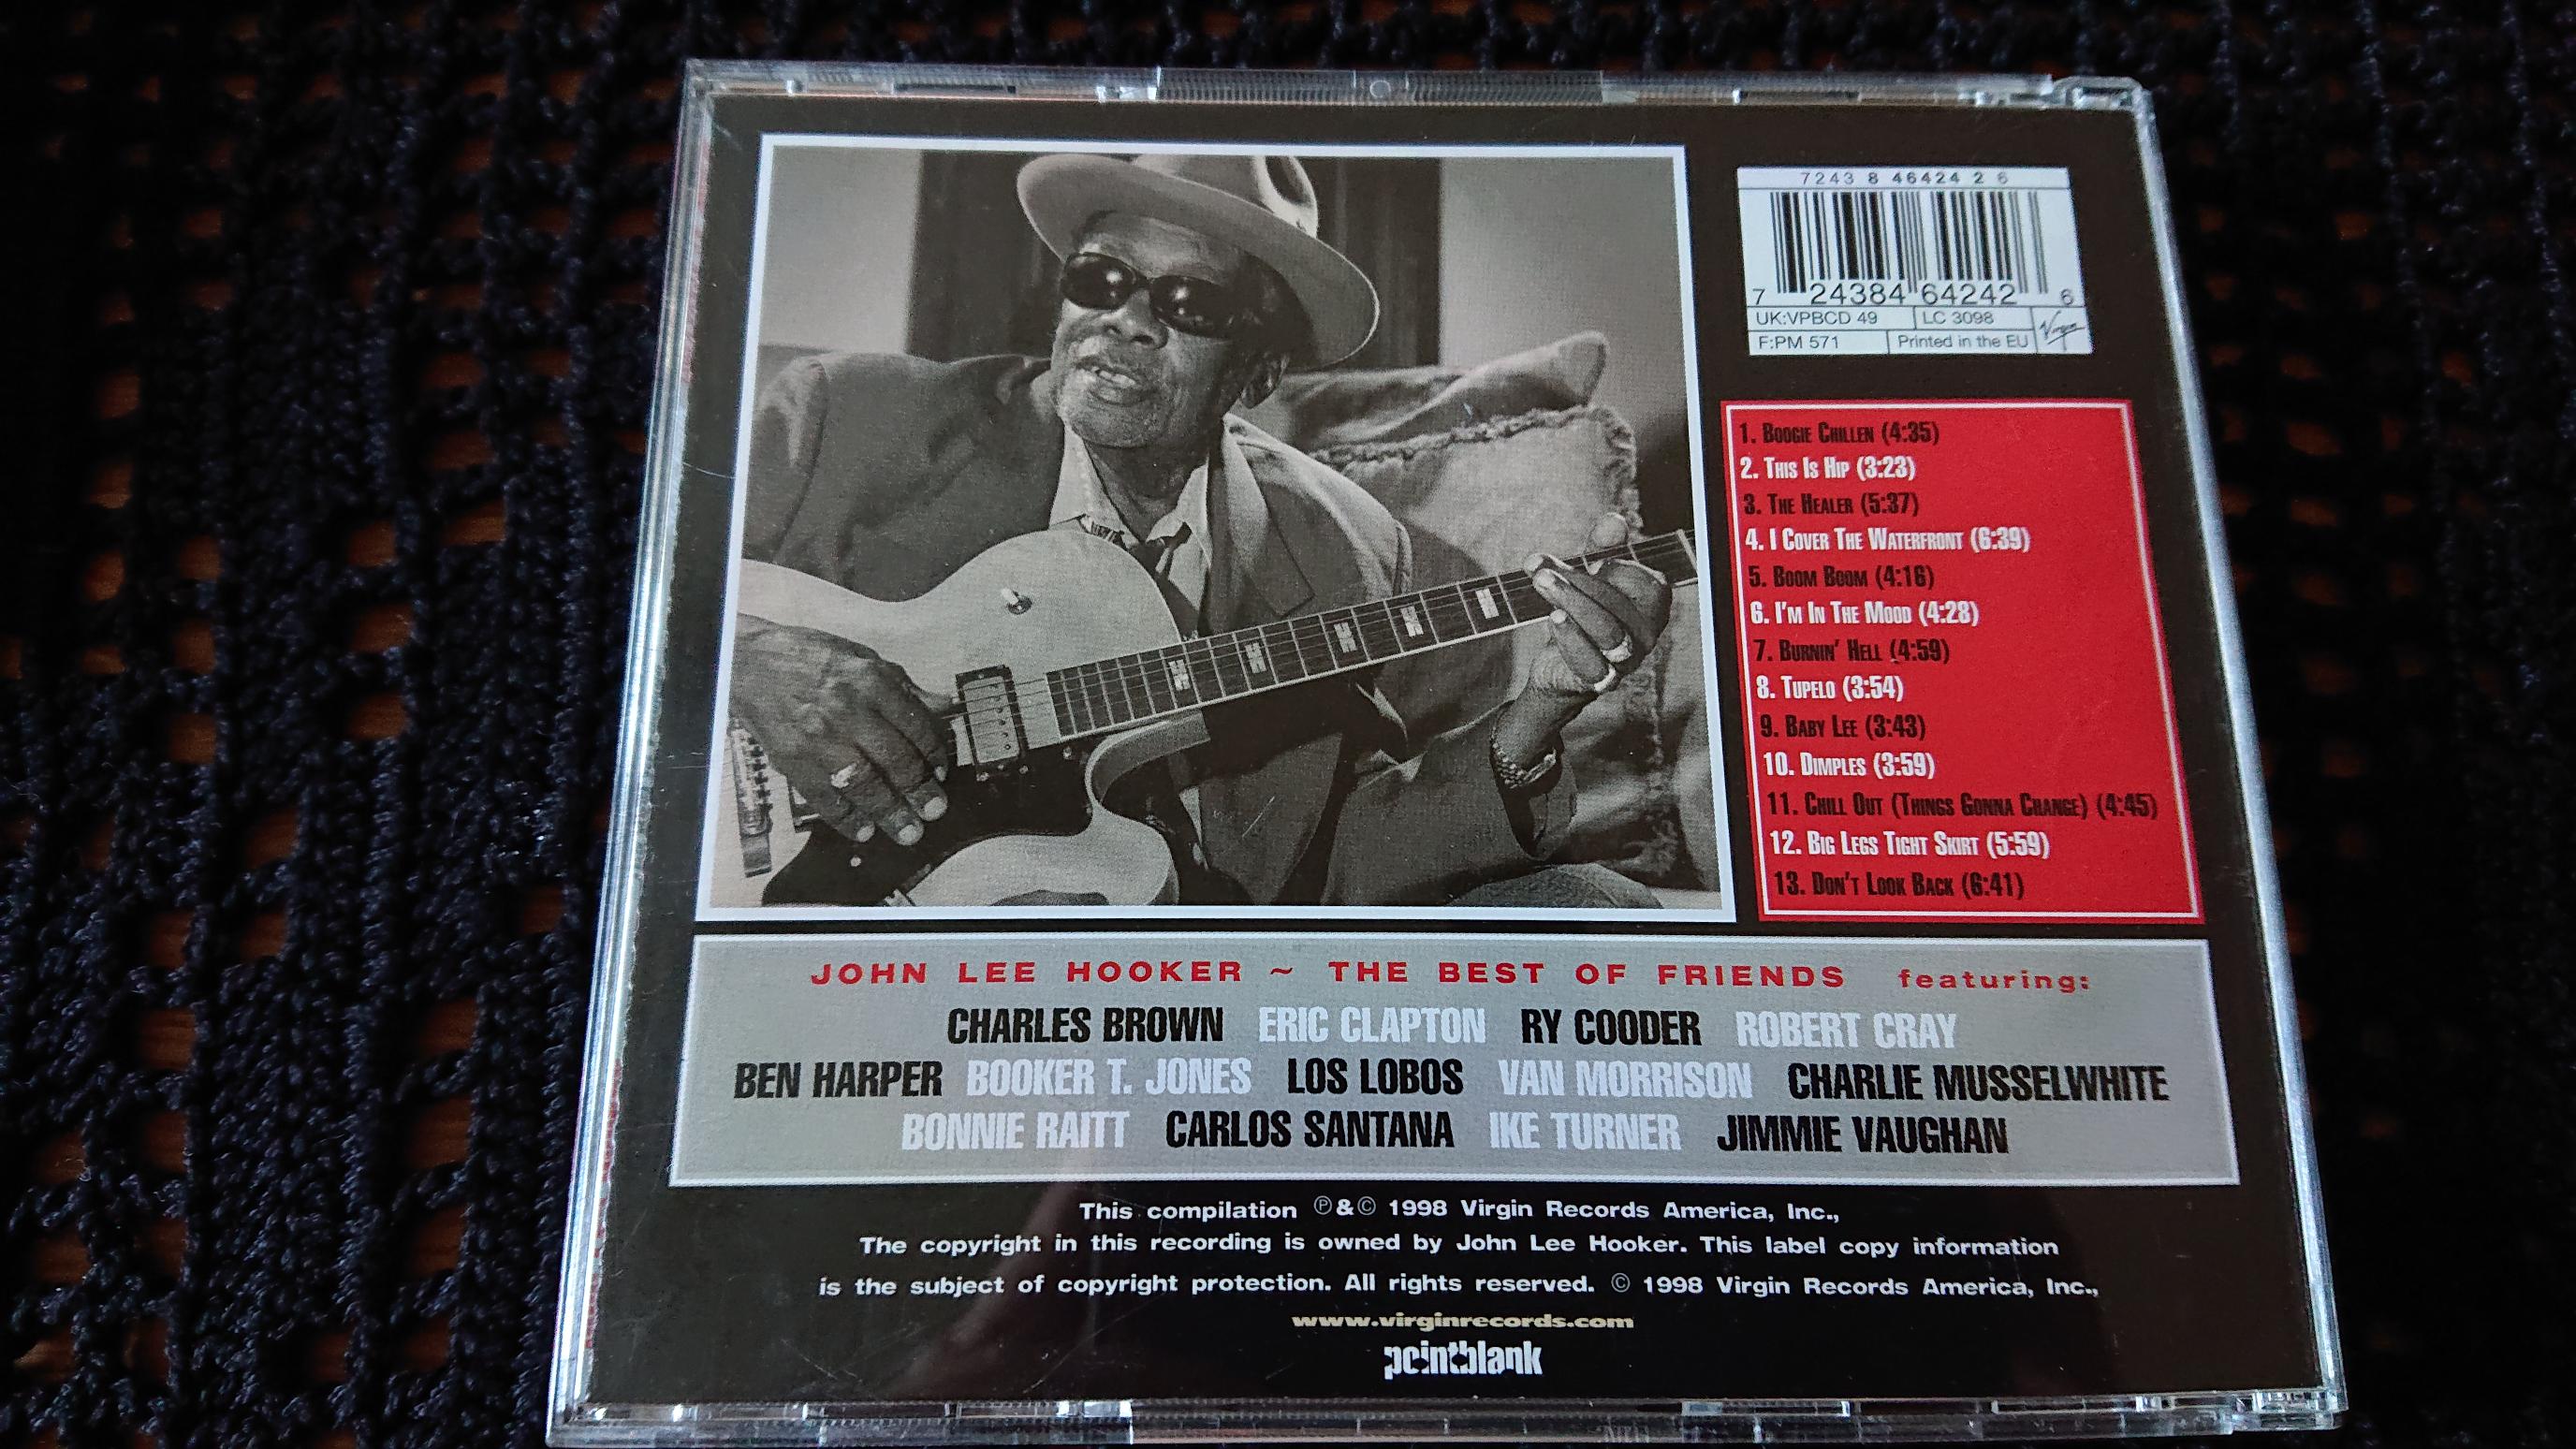 7243 8 46424 2 6
7 24384 64242 6
UK:VPBCD 49 LC 3098
F:PM 571 Printed in the EU Virgin
1. BOOGIE CHILLEN (4:35)
2. THIS IS HIP (3:23)
3. THE HEALER (5:37)
4. I COVER THE WATERFRONT (6:39)
5. BOOM BOOM (4:16)
6. I'M IN THE MOOD (4:28)
7. BURNIN' HELL (4:59)
8. TUPELO (3:54)
9. BABY LEE (3:43)
10. DIMPLES (3:59)
11. CHILL OUT (THINGS GONNA CHANGE) (4:45)
12. BIG LEGS TIGHT SKIRT (5:59)
13. DON'T LOOK BACK (6:41)
JOHN LEE HOOKER ~ THE BEST OF FRIENDS featuring:
CHARLES BROWN ERIC CLAPTON RY COODER ROBERT CRAY
BEN HARPER BOOKER T. JONES LOS LOBOS VAN MORRISON CHARLIE MUSSELWHITE
BONNIE RAITT CARLOS SANTANA IKE TURNER JIMMIE VAUGHAN
This compilation ℗&© 1998 Virgin Records America, Inc.,
The copyright in this recording is owned by John Lee Hooker. This label copy information
is the subject of copyright protection. All rights reserved. © 1998 Virgin Records America, Inc.,
www.virginrecords.com
pointblank